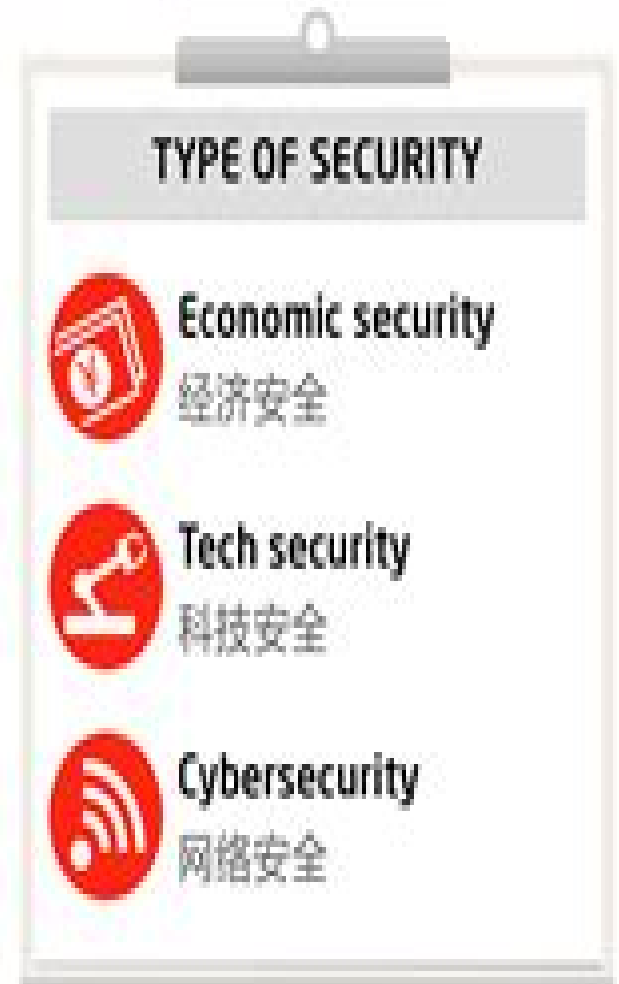 TYPE OF SECURITY
Economic security
经济安全
Tech security
科技安全
Cybersecurity
网络安全